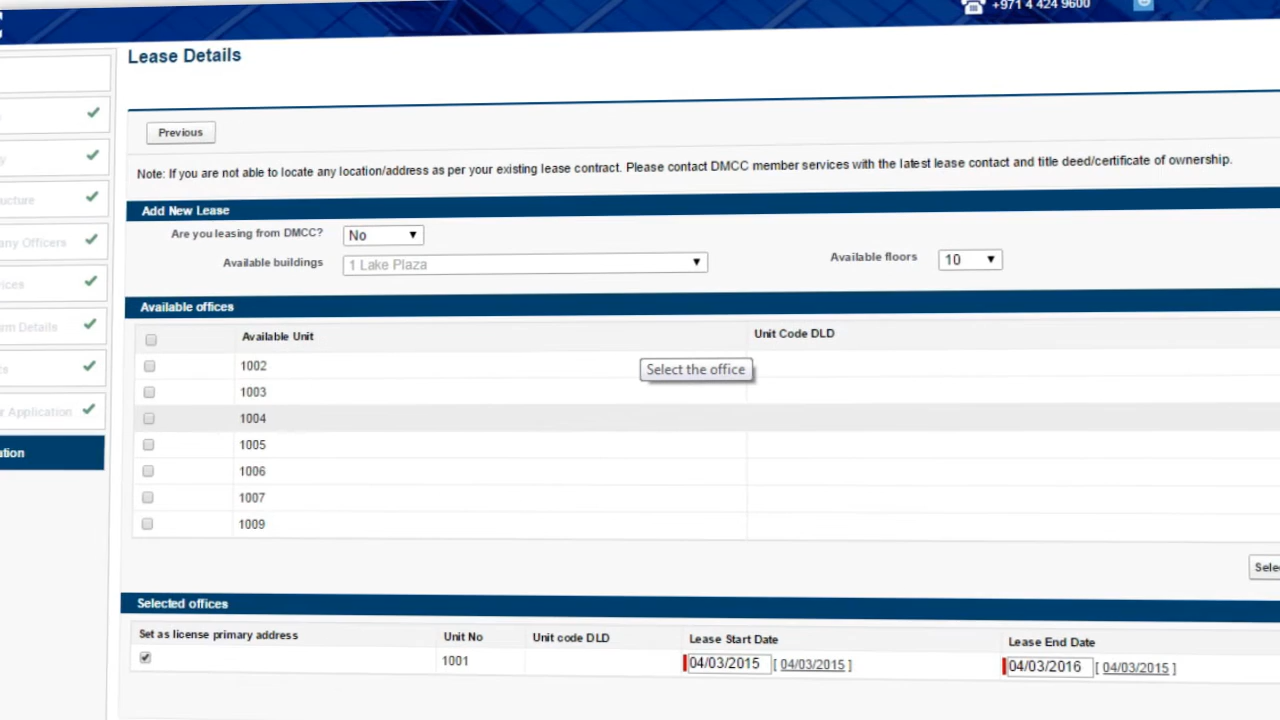 +971 4 424 9600
Lease Details
Previous
Note: If you are not able to locate any location/address as per your existing lease contract. Please contact DMCC member services with the latest lease contact and title deed/certificate of ownership.
Add New Lease
Are you leasing from DMCC? No
Available buildings 1 Lake Plaza Available floors 10
Available offices
Available Unit Unit Code DLD
1002
Select the office
1003
1004
1005
1006
1007
1009
any Officers
Details
r Application
Selected offices
Set as license primary address Unit No Unit code DLD Lease Start Date Lease End Date
1001 04/03/2015 [ 04/03/2015 ] 04/03/2016 [ 04/03/2015 ]